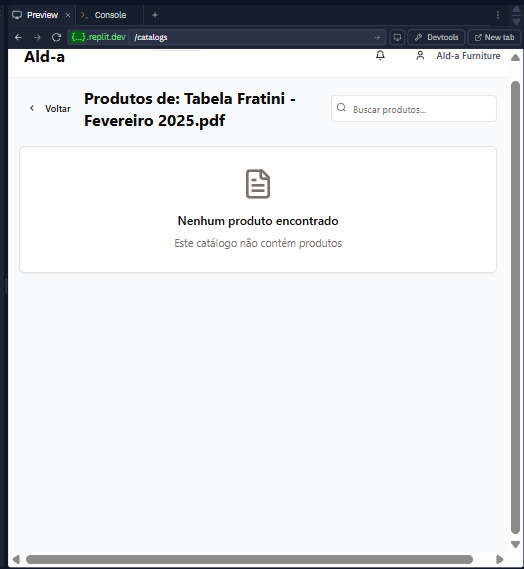 Preview
Console
{...}.replit.dev /catalogs
Devtools
New tab
Ald-a
Ald-a Furniture
Voltar
Produtos de: Tabela Fratini -
Fevereiro 2025.pdf
Buscar produtos...
Nenhum produto encontrado
Este catálogo não contém produtos